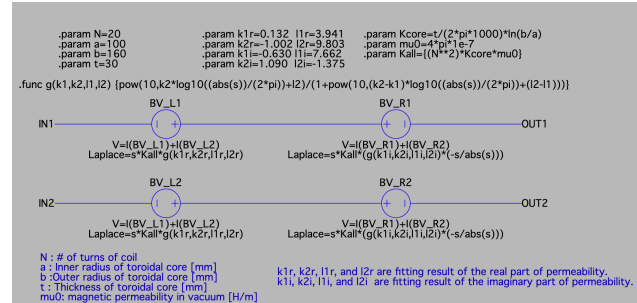 .param N=20 .param k1r=0.132 l1r=3.941 .param Kcore=t/(2*pi*1000)*ln(b/a)
.param a=100 .param k2r=-1.002 l2r=9.803 .param mu0=4*pi*1e-7
.param b=160 .param k1i=-0.630 l1i=7.662 .param Kall={(N**2)*Kcore*mu0}
.param t=30 .param k2i=1.090 l2i=-1.375
.func g(k1,k2,l1,l2) {pow(10,k2*log10((abs(s))/(2*pi))+l2)/(1+pow(10,(k2-k1)*log10((abs(s))/(2*pi))+(l2-l1)))}
BV_L1 BV_R1
IN1 + - + - OUT1
V=I(BV_L1)+I(BV_L2) V=I(BV_R1)+I(BV_R2)
Laplace=s*Kall*g(k1r,k2r,l1r,l2r) Laplace=s*Kall*(g(k1i,k2i,l1i,l2i)*(-s/abs(s)))
BV_L2 BV_R2
IN2 + - + - OUT2
V=I(BV_L1)+I(BV_L2) V=I(BV_R1)+I(BV_R2)
Laplace=s*Kall*g(k1r,k2r,l1r,l2r) Laplace=s*Kall*(g(k1i,k2i,l1i,l2i)*(-s/abs(s)))
N : # of turns of coil
a : Inner radius of toroidal core [mm]
b :Outer radius of toroidal core [mm]
t : Thickness of toroidal core [mm]
mu0: magnetic permeability in vacuum [H/m]
k1r, k2r, l1r, and l2r are fitting result of the real part of permeability.
k1i, k2i, l1i, and l2i are fitting result of the imaginary part of permeability.